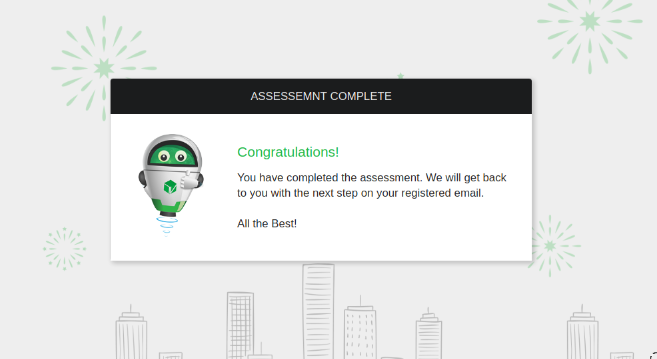 ASSESSEMNT COMPLETE
Congratulations!
You have completed the assessment. We will get back
to you with the next step on your registered email.
All the Best!